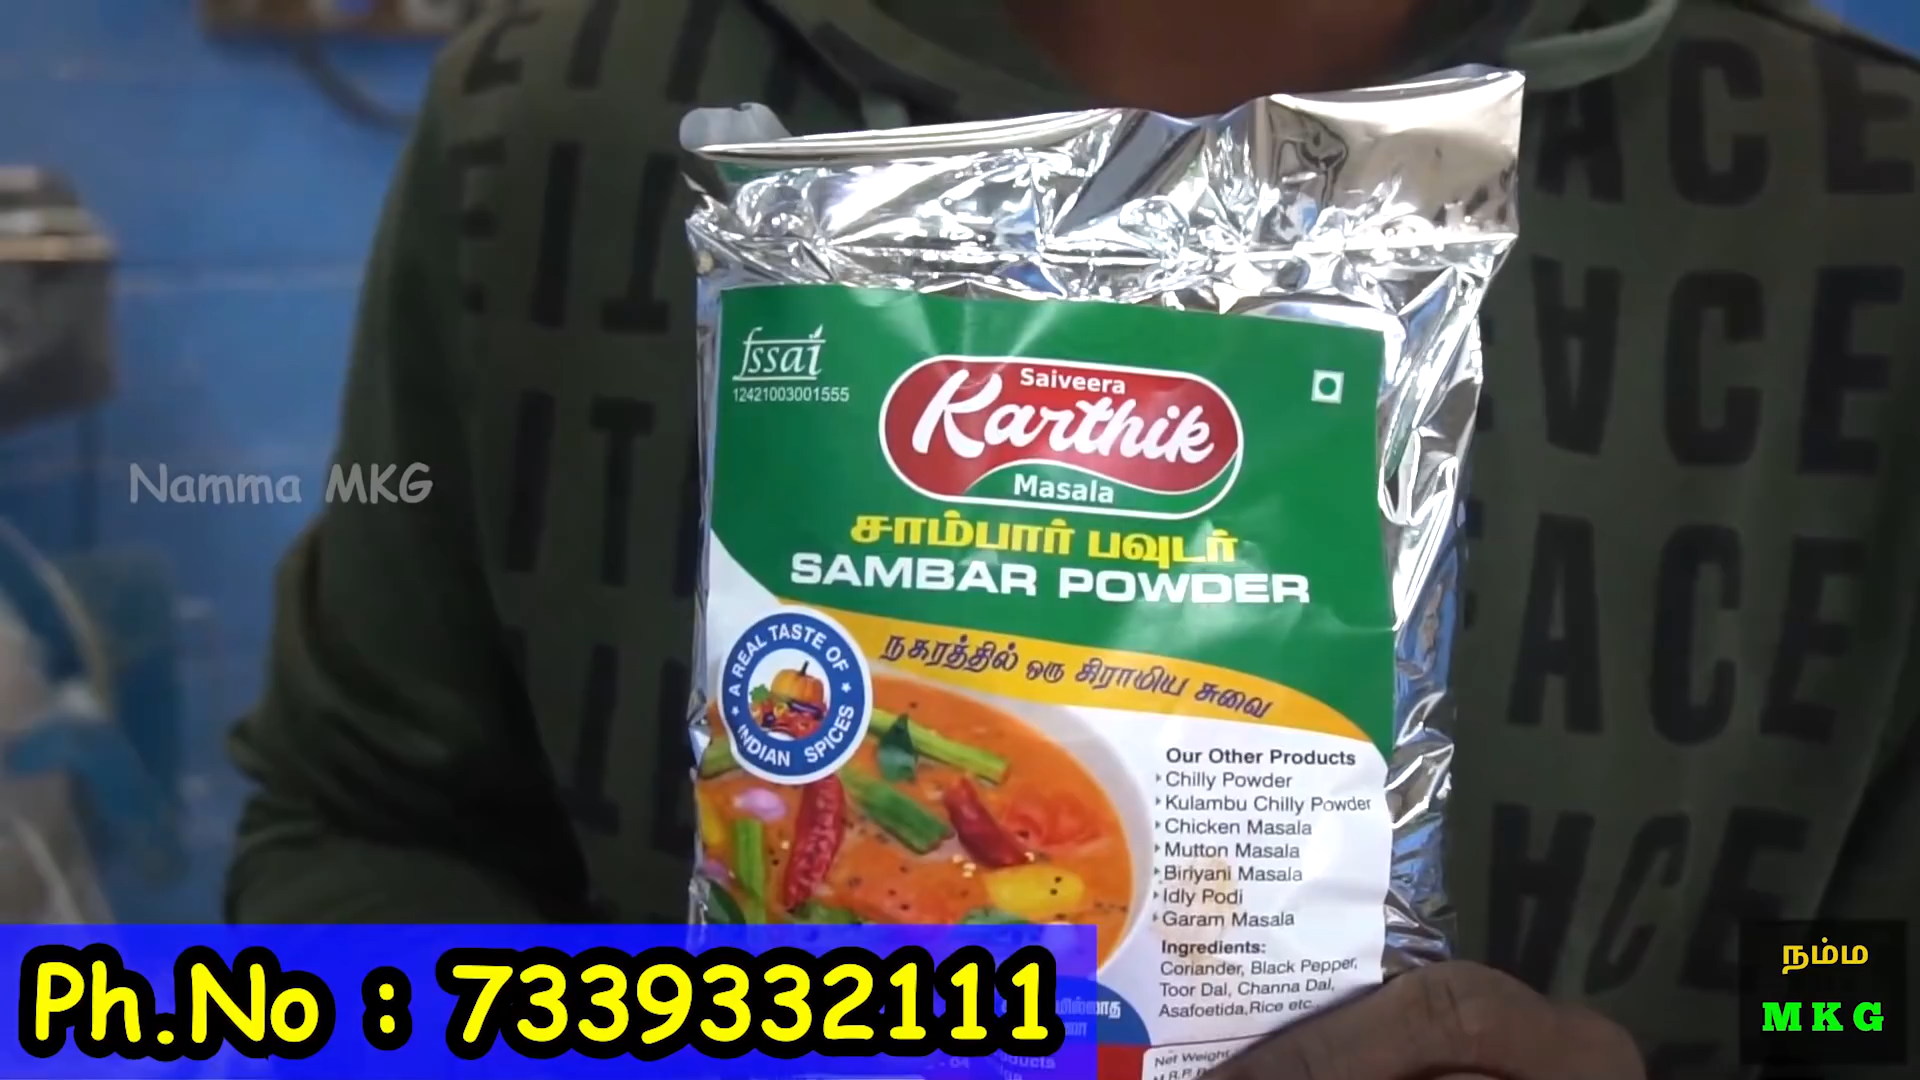 fssai
12421003001555
Saiveera
Karthik
Masala
சாம்பார் பவுடர்
SAMBAR POWDER
நகரத்தில் ஒரு கிராமிய சுவை
A REAL TASTE OF
INDIAN SPICES
Our Other Products
Chilly Powder
Kulambu Chilly Powder
Chicken Masala
Mutton Masala
Biriyani Masala
Idly Podi
Garam Masala
Ingredients:
Coriander, Black Pepper,
Toor Dal, Channa Dal,
Asafoetida,Rice etc..
Net Weight
Namma MKG
Ph.No : 7339332111
நம்ம
MKG